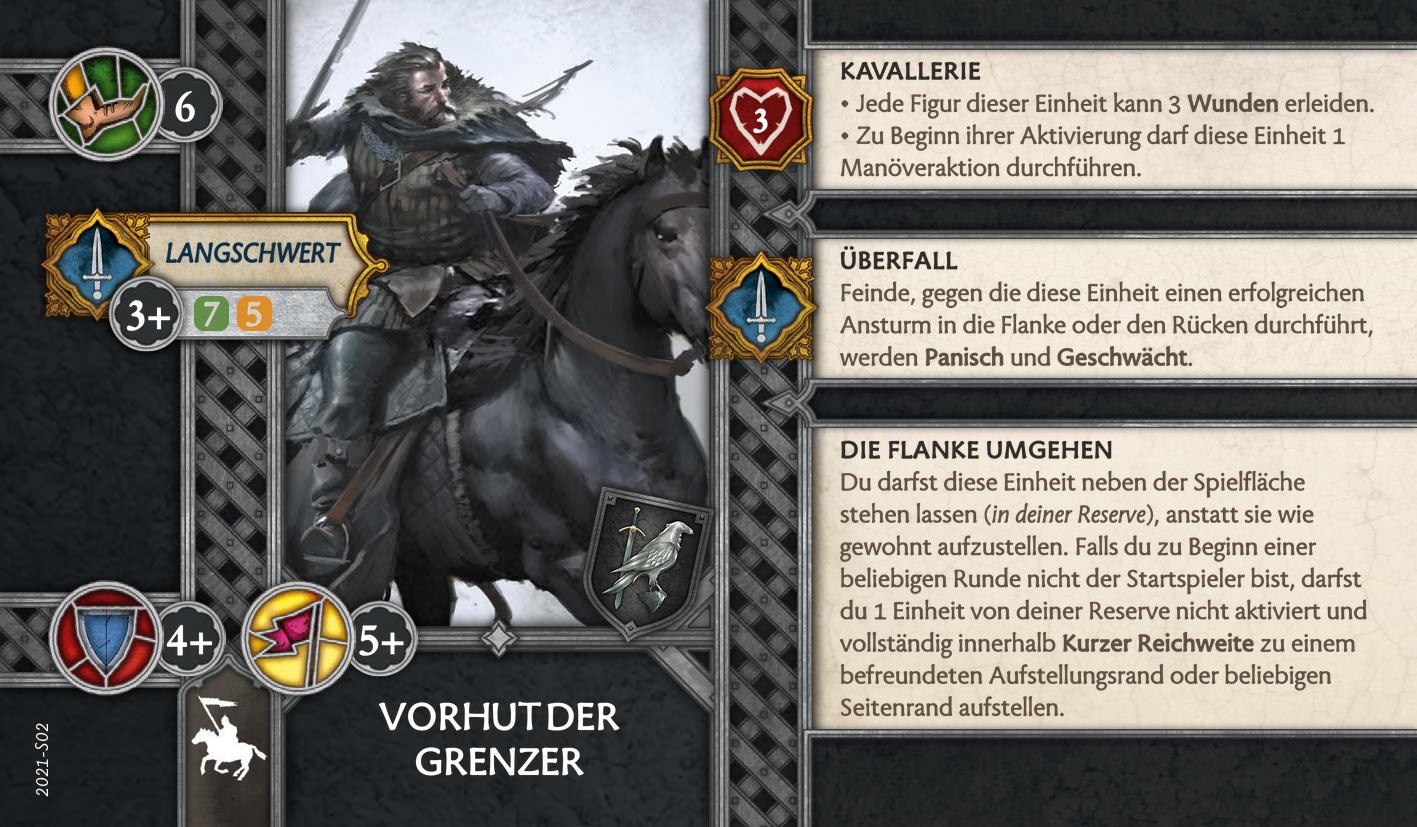 6
LANGSCHWERT
3+ 7 5
4+ 5+
VORHUT DER
GRENZER
2021-S02
3
KAVALLERIE
• Jede Figur dieser Einheit kann 3 Wunden erleiden.
• Zu Beginn ihrer Aktivierung darf diese Einheit 1
Manöveraktion durchführen.
ÜBERFALL
Feinde, gegen die diese Einheit einen erfolgreichen
Ansturm in die Flanke oder den Rücken durchführt,
werden Panisch und Geschwächt.
DIE FLANKE UMGEHEN
Du darfst diese Einheit neben der Spielfläche
stehen lassen (in deiner Reserve), anstatt sie wie
gewohnt aufzustellen. Falls du zu Beginn einer
beliebigen Runde nicht der Startspieler bist, darfst
du 1 Einheit von deiner Reserve nicht aktiviert und
vollständig innerhalb Kurzer Reichweite zu einem
befreundeten Aufstellungsrand oder beliebigen
Seitenrand aufstellen.